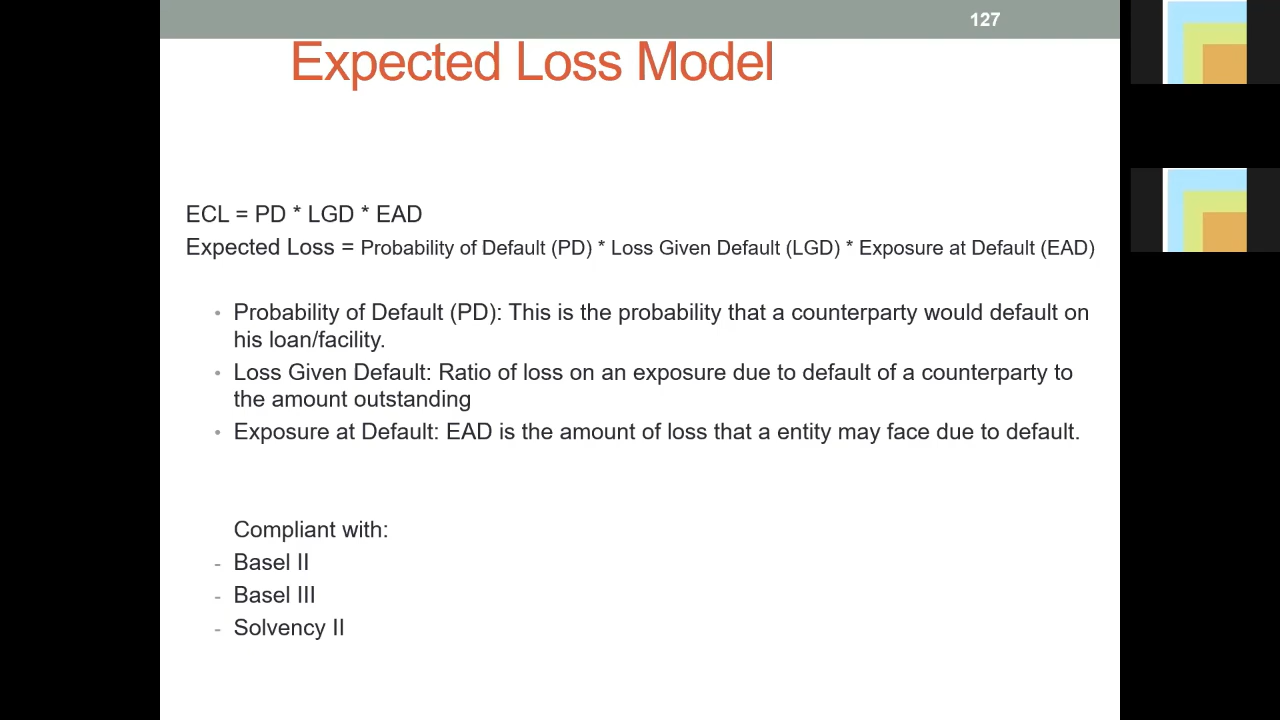 127
Expected Loss Model
ECL = PD * LGD * EAD
Expected Loss = Probability of Default (PD) * Loss Given Default (LGD) * Exposure at Default (EAD)
• Probability of Default (PD): This is the probability that a counterparty would default on
his loan/facility.
• Loss Given Default: Ratio of loss on an exposure due to default of a counterparty to
the amount outstanding
• Exposure at Default: EAD is the amount of loss that a entity may face due to default.
Compliant with:
- Basel II
- Basel III
- Solvency II